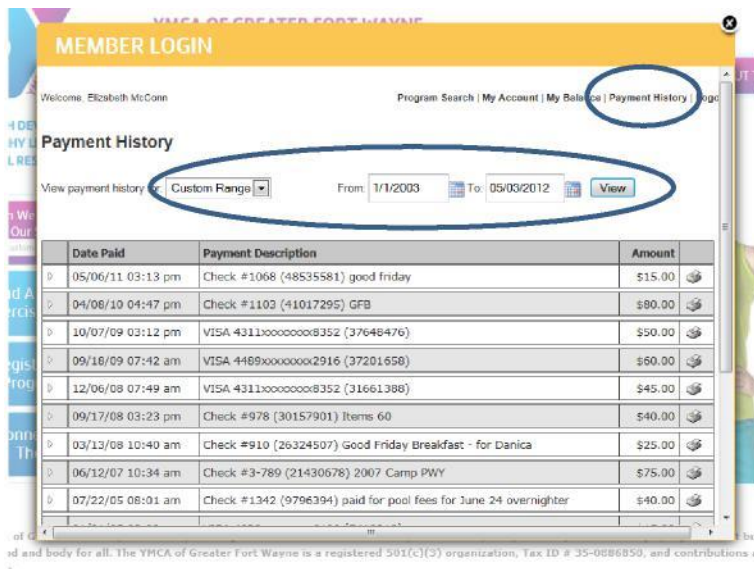 YMCA OF GREATER FORT WAYNE
MEMBER LOGIN
Welcome, Elizabeth McConn
Program Search | My Account | My Balance | Payment History | Logo
Payment History
View payment history for: Custom Range From: 1/1/2003 To: 05/03/2012 View
Date Paid Payment Description Amount
05/06/11 03:13 pm Check #1068 (48535581) good friday $15.00
04/08/10 04:47 pm Check #1103 (41017295) GFB $80.00
10/07/09 03:12 pm VISA 4311xxxxxxxx8352 (37648476) $50.00
09/18/09 07:42 am VISA 4489xxxxxxxx2916 (37201658) $60.00
12/06/08 07:49 am VISA 4311xxxxxxxx8352 (31661388) $45.00
09/17/08 03:23 pm Check #978 (30157901) Items 60 $40.00
03/13/08 10:40 am Check #910 (26324507) Good Friday Breakfast - for Danica $25.00
06/12/07 10:34 am Check #3-789 (21430678) 2007 Camp PWY $75.00
07/22/05 08:01 am Check #1342 (9796394) paid for pool fees for June 24 overnighter $40.00
nd and body for all. The YMCA of Greater Fort Wayne is a registered 501(c)(3) organization, Tax ID # 35-0886850, and contributions